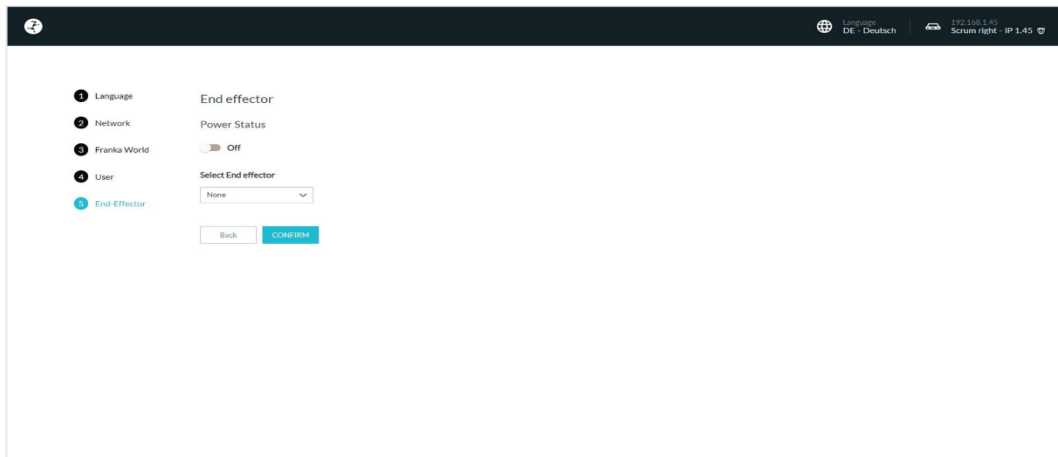 Language
DE - Deutsch
192.168.1.45
Scrum right - IP 1.45
1 Language
2 Network
3 Franka World
4 User
5 End-Effector
End effector
Power Status
Off
Select End effector
None
Back
CONFIRM